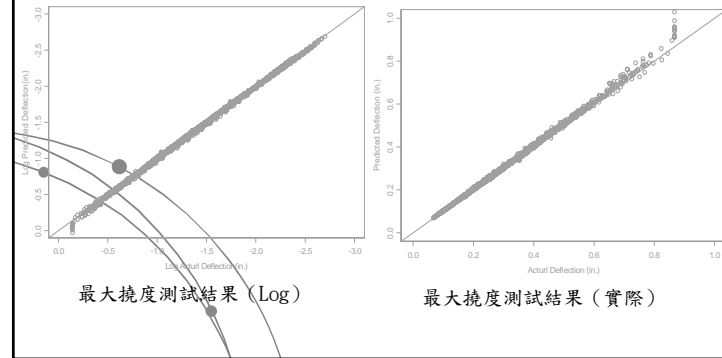 -3.0
-2.5
-2.0
-1.5
-1.0
-0.5
0.0
Log Predicted Deflection(in.)
0.0 -0.5 -1.0 -1.5 -2.0 -2.5 -3.0
Log Acturl Deflection (in.)
最大撓度測試結果（Log）
1.0
0.8
0.6
0.4
0.2
0.0
Predicted Deflection (in.)
0.0 0.2 0.4 0.6 0.8 1.0
Acturl Deflection (in.)
最大撓度測試結果（實際）